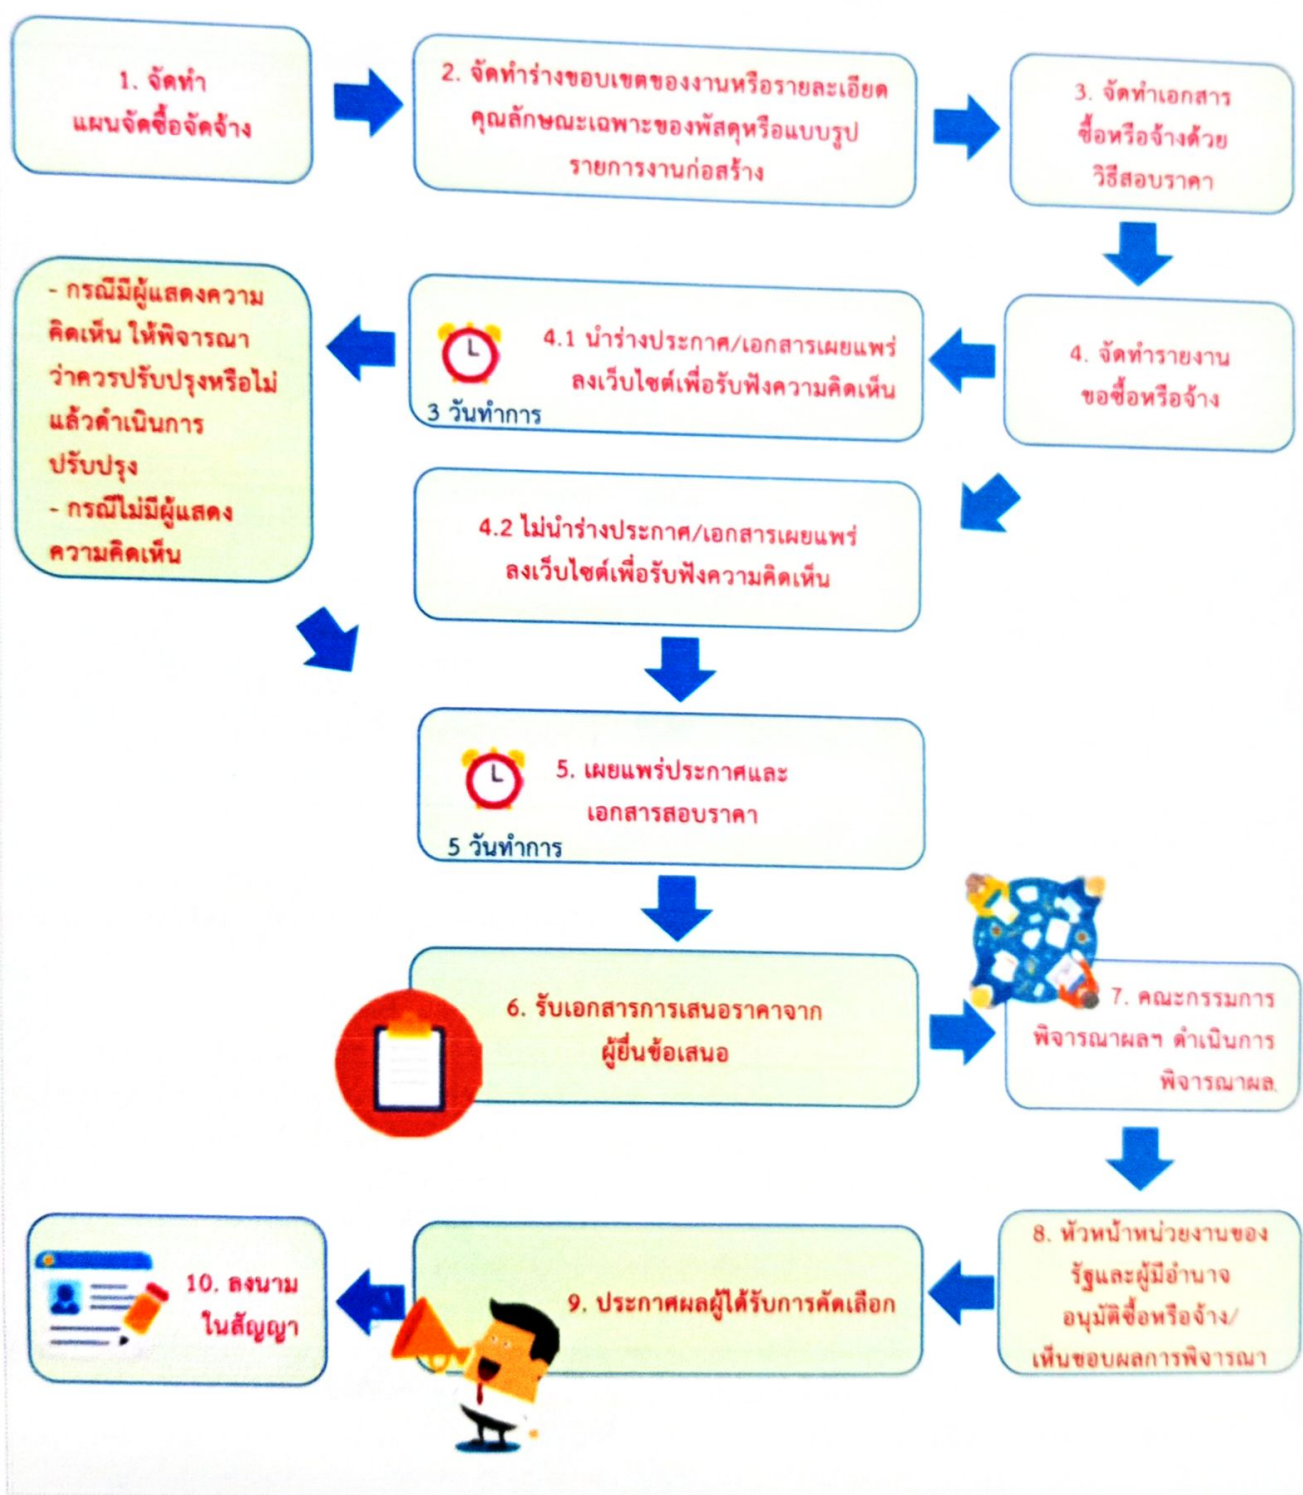 1. จัดทำ
แผนจัดซื้อจัดจ้าง
2. จัดทำร่างขอบเขตของงานหรือรายละเอียด
คุณลักษณะเฉพาะของพัสดุหรือแบบรูป
รายการงานก่อสร้าง
3. จัดทำเอกสาร
ซื้อหรือจ้างด้วย
วิธีสอบราคา
4. จัดทำรายงาน
ขอซื้อหรือจ้าง
4.1 นำร่างประกาศ/เอกสารเผยแพร่
ลงเว็บไซต์เพื่อรับฟังความคิดเห็น
3 วันทำการ
- กรณีมีผู้แสดงความ
คิดเห็น ให้พิจารณา
ว่าควรปรับปรุงหรือไม่
แล้วดำเนินการ
ปรับปรุง
- กรณีไม่มีผู้แสดง
ความคิดเห็น
4.2 ไม่นำร่างประกาศ/เอกสารเผยแพร่
ลงเว็บไซต์เพื่อรับฟังความคิดเห็น
5. เผยแพร่ประกาศและ
เอกสารสอบราคา
5 วันทำการ
6. รับเอกสารการเสนอราคาจาก
ผู้ยื่นข้อเสนอ
7. คณะกรรมการ
พิจารณาผลฯ ดำเนินการ
พิจารณาผล
8. หัวหน้าหน่วยงานของ
รัฐและผู้มีอำนาจ
อนุมัติซื้อหรือจ้าง/
เห็นชอบผลการพิจารณา
9. ประกาศผลผู้ได้รับการคัดเลือก
10. ลงนาม
ในสัญญา